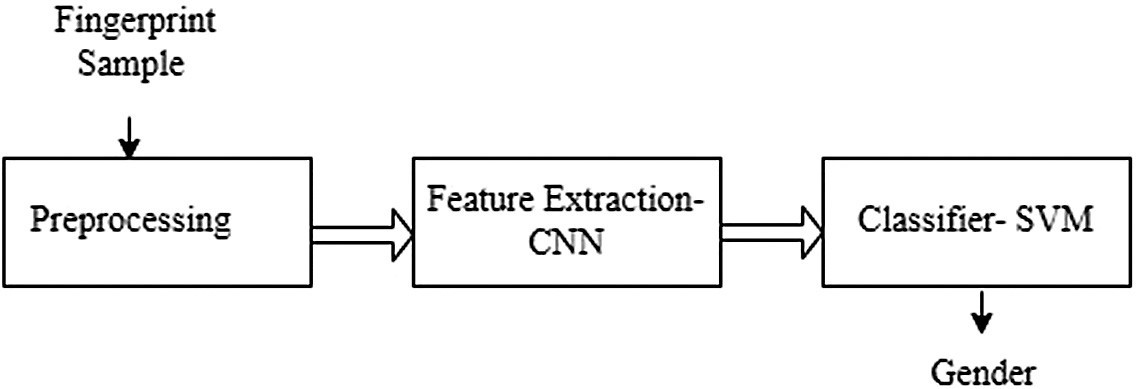 Fingerprint
Sample
Preprocessing
Feature Extraction-
CNN
Classifier- SVM
Gender